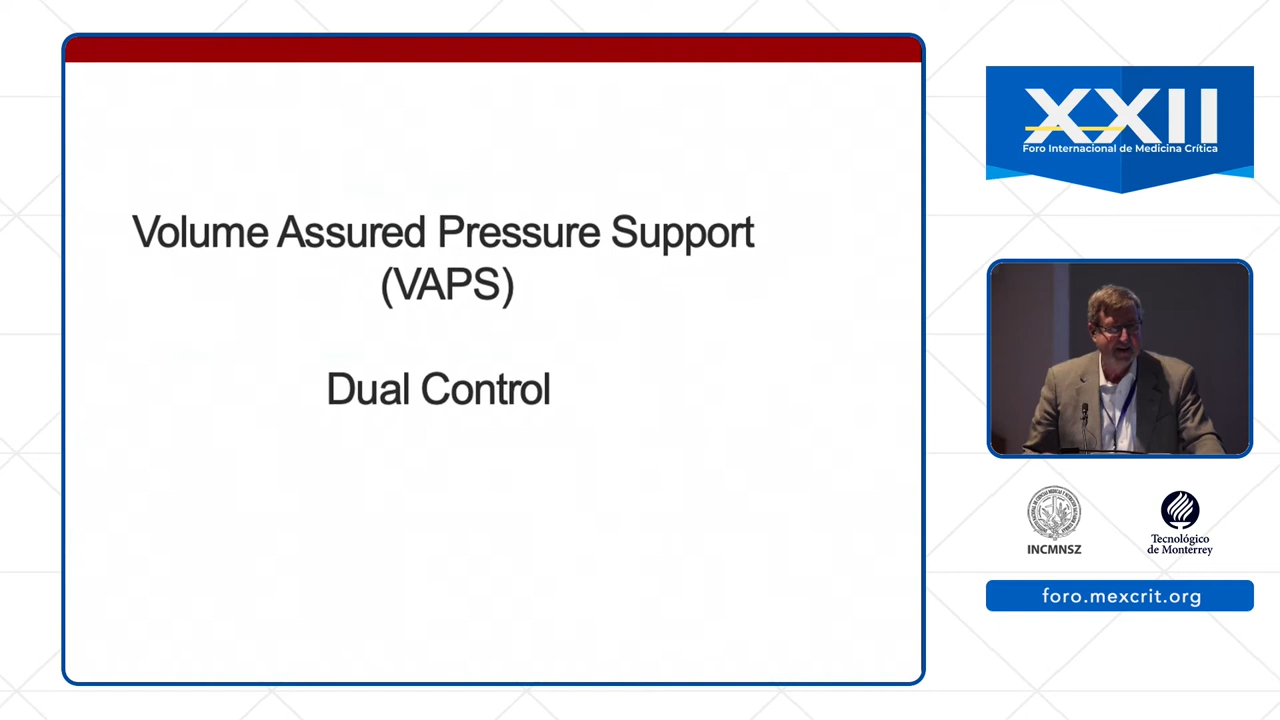 Volume Assured Pressure Support
(VAPS)
Dual Control
XXII
Foro Internacional de Medicina Crítica
INCMNSZ
Tecnológico
de Monterrey
foro.mexcrit.org